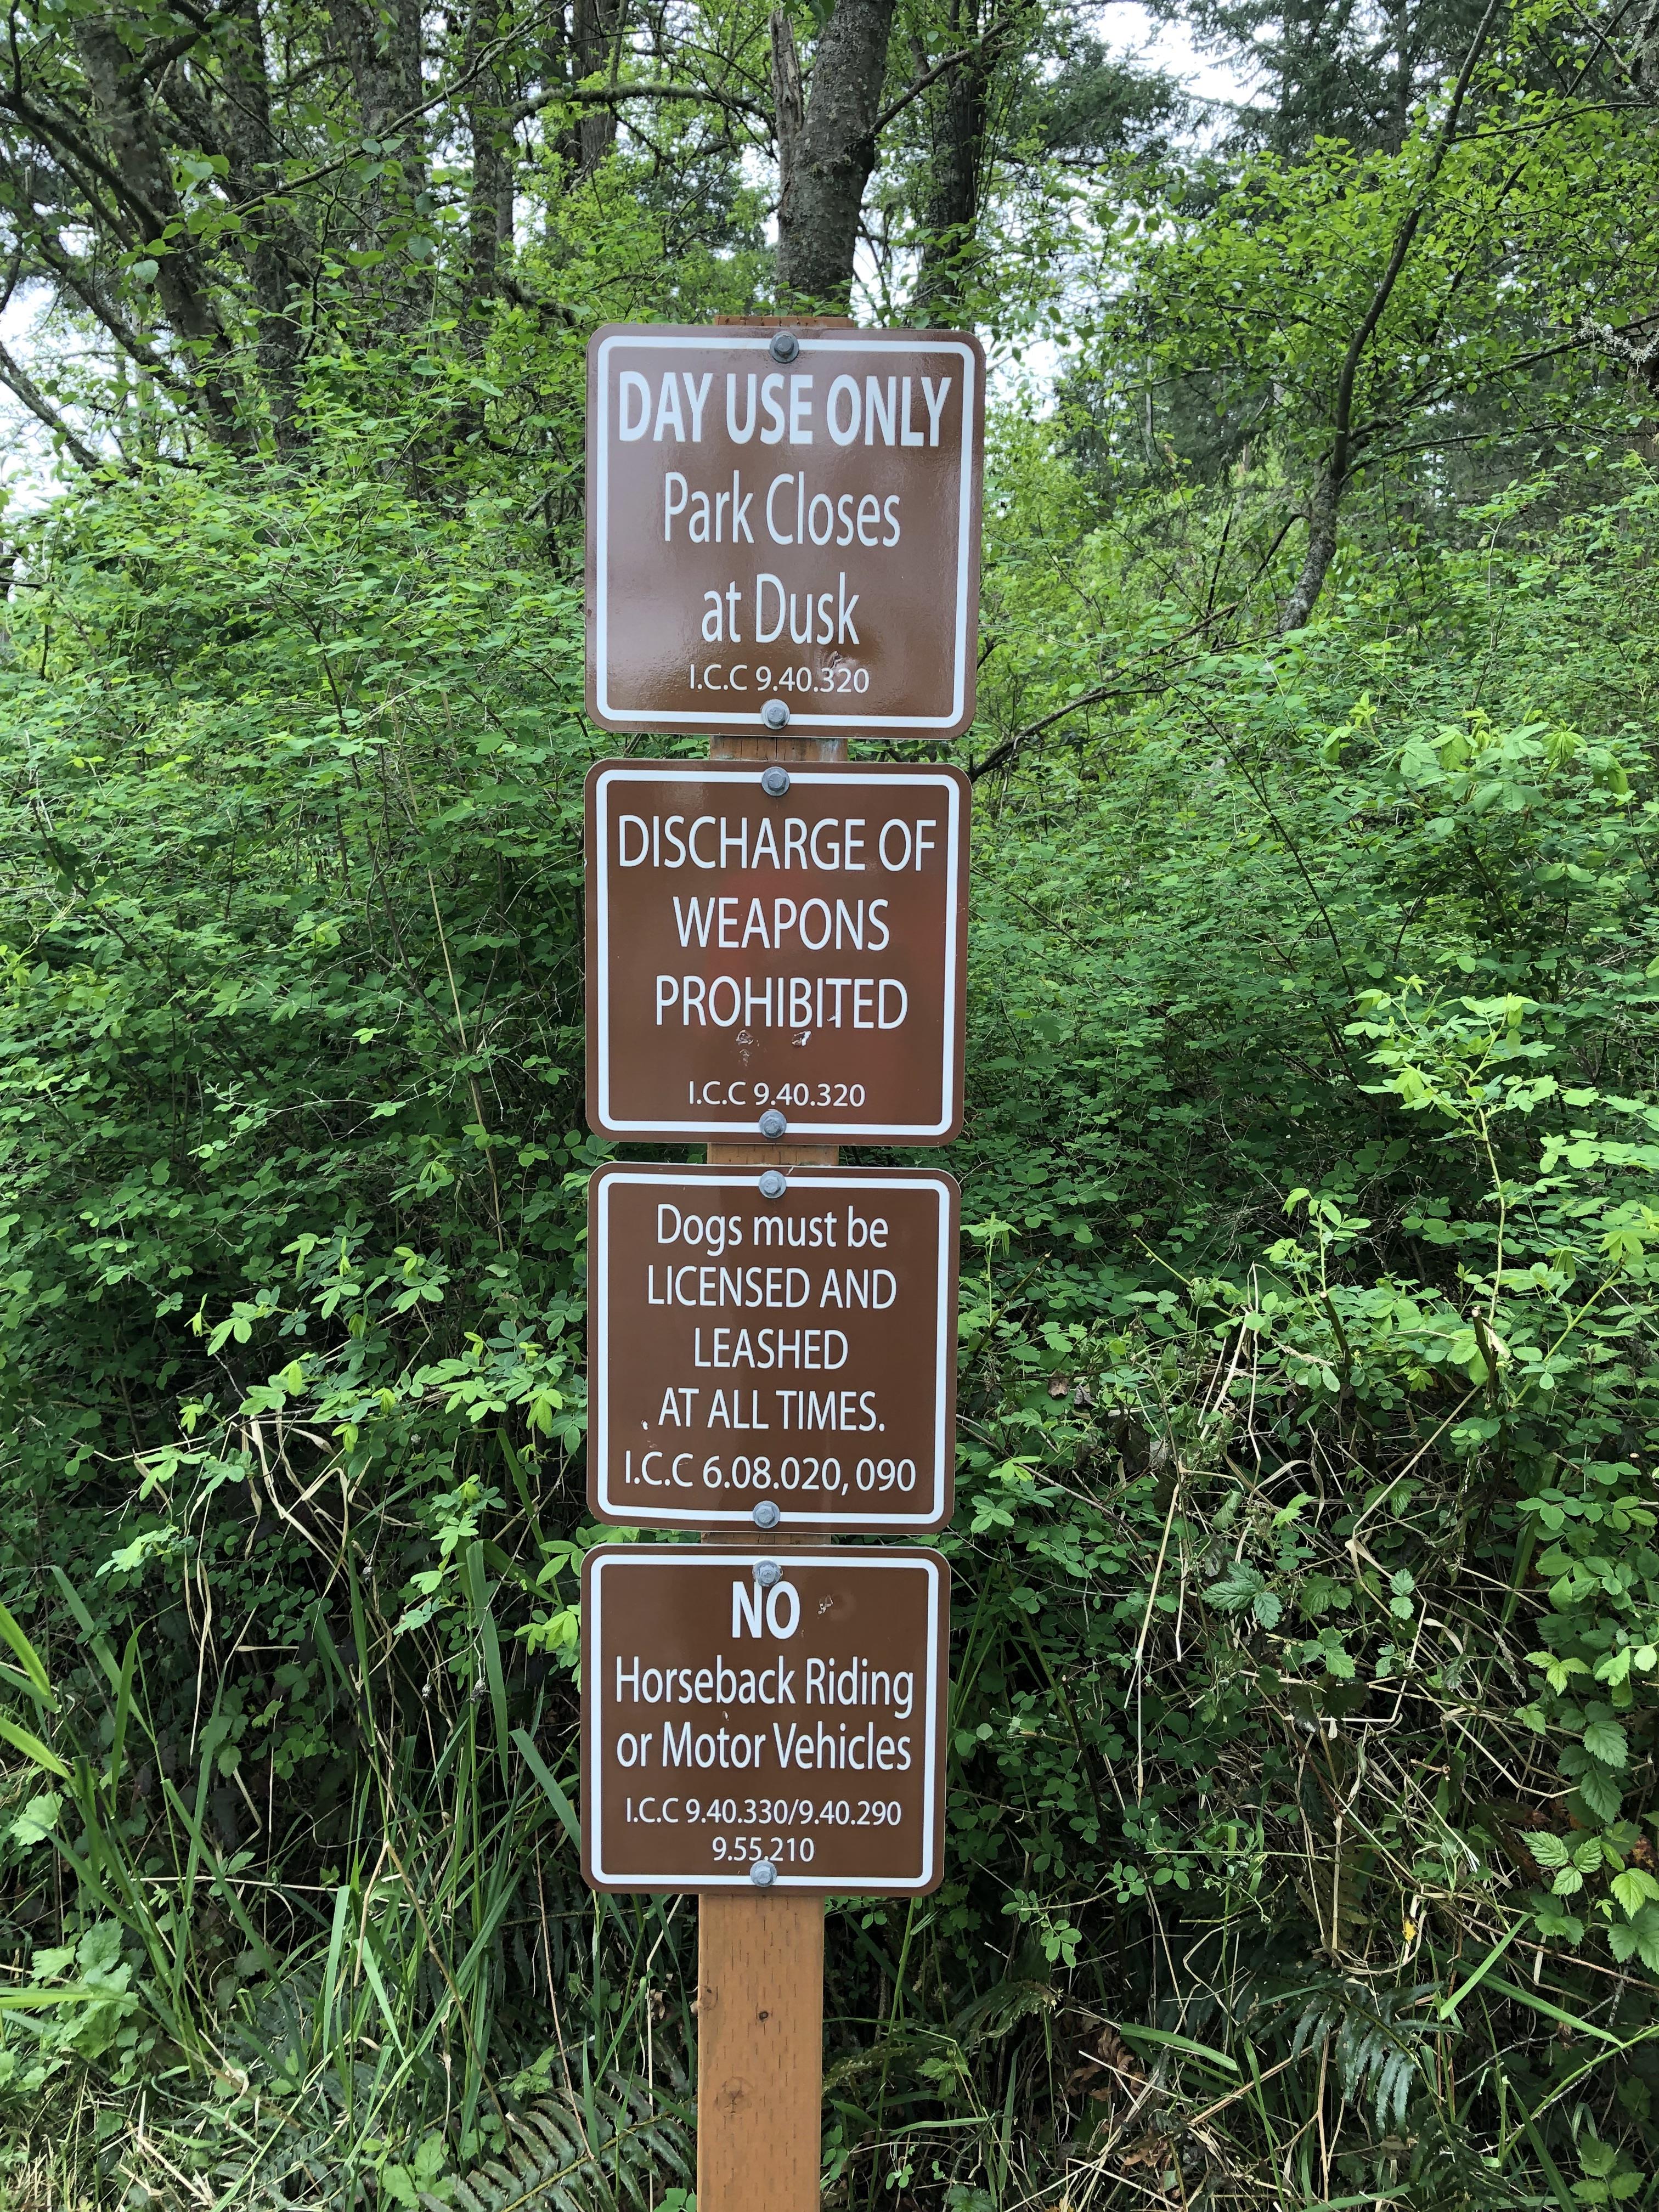 DAY USE ONLY
Park Closes
at Dusk
I.C.C 9.40.320
DISCHARGE OF
WEAPONS
PROHIBITED
I.C.C 9.40.320
Dogs must be
LICENSED AND
LEASHED
AT ALL TIMES.
I.C.C 6.08.020, 090
NO
Horseback Riding
or Motor Vehicles
I.C.C 9.40.330/9.40.290
9.55.210